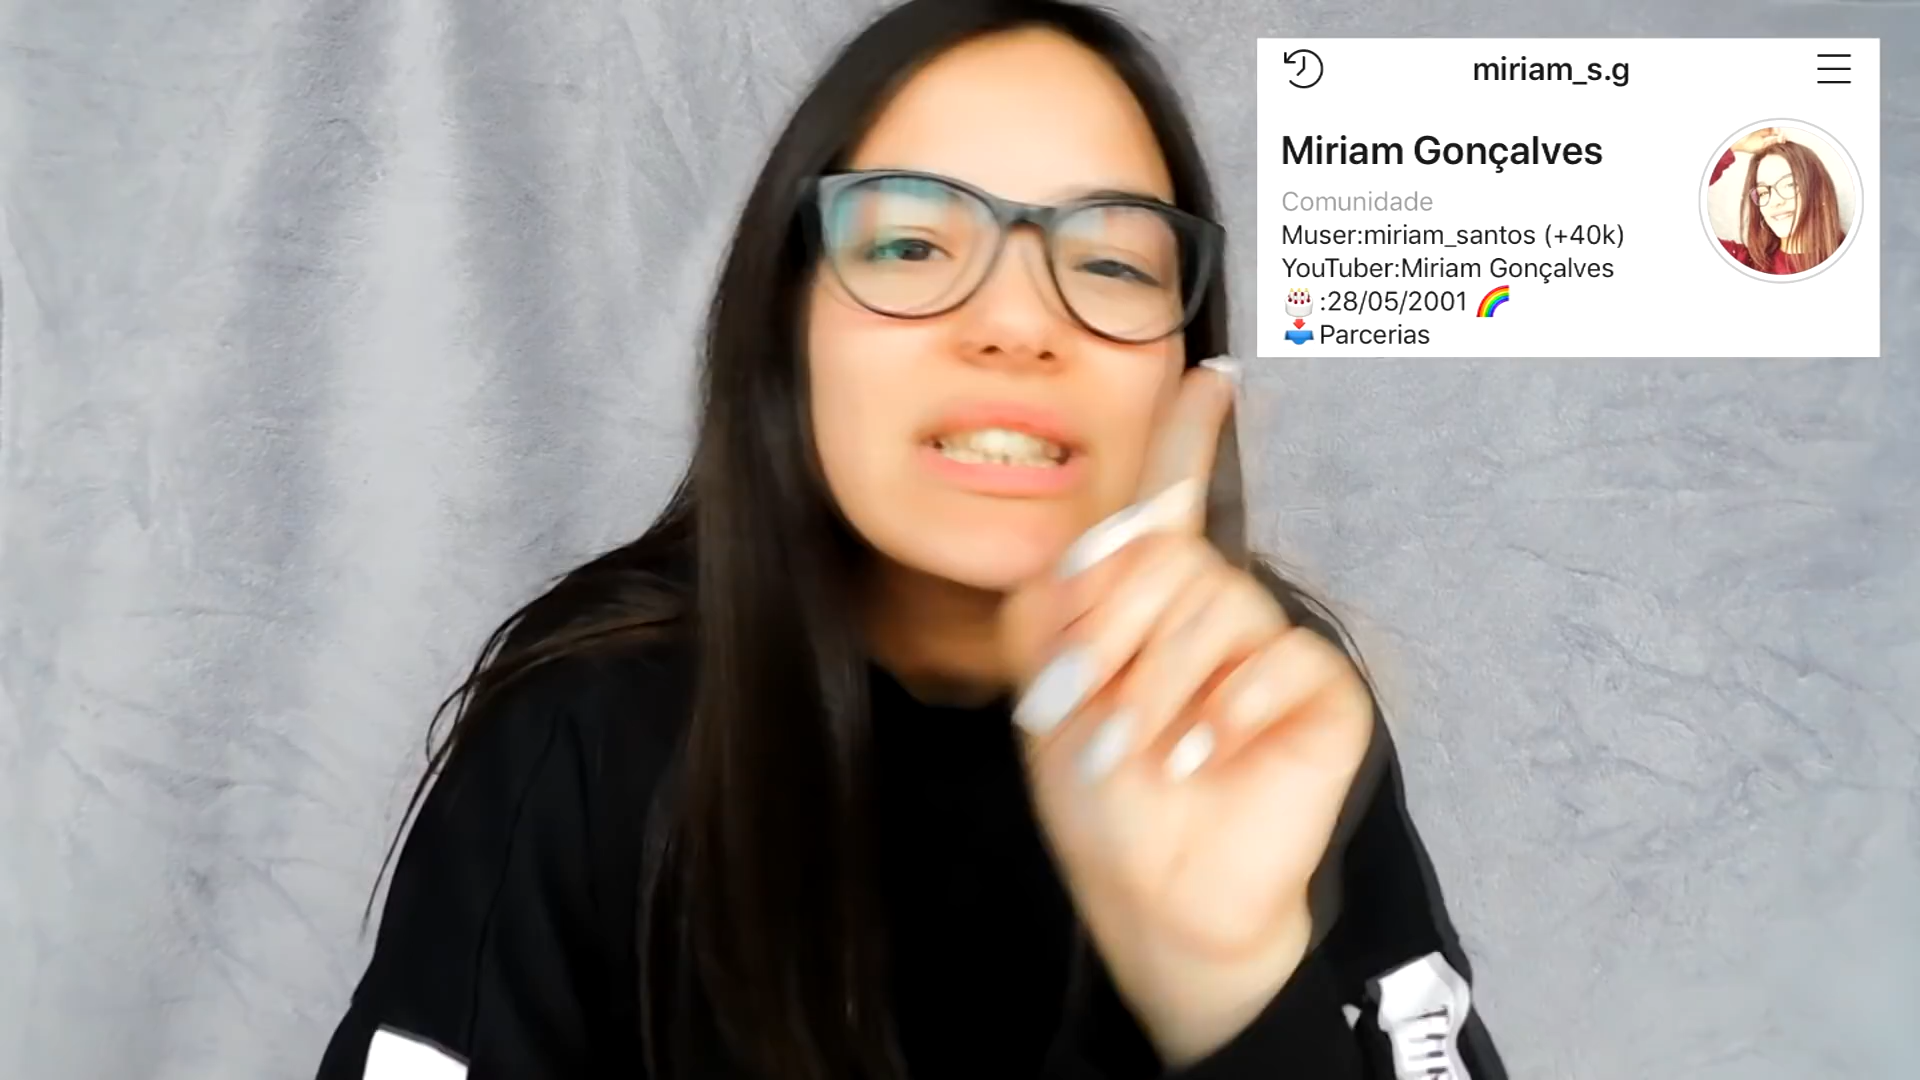 miriam_s.g
Miriam Gonçalves
Comunidade
Muser:miriam_santos (+40k)
YouTuber:Miriam Gonçalves
🎂:28/05/2001 🌈
📥Parcerias